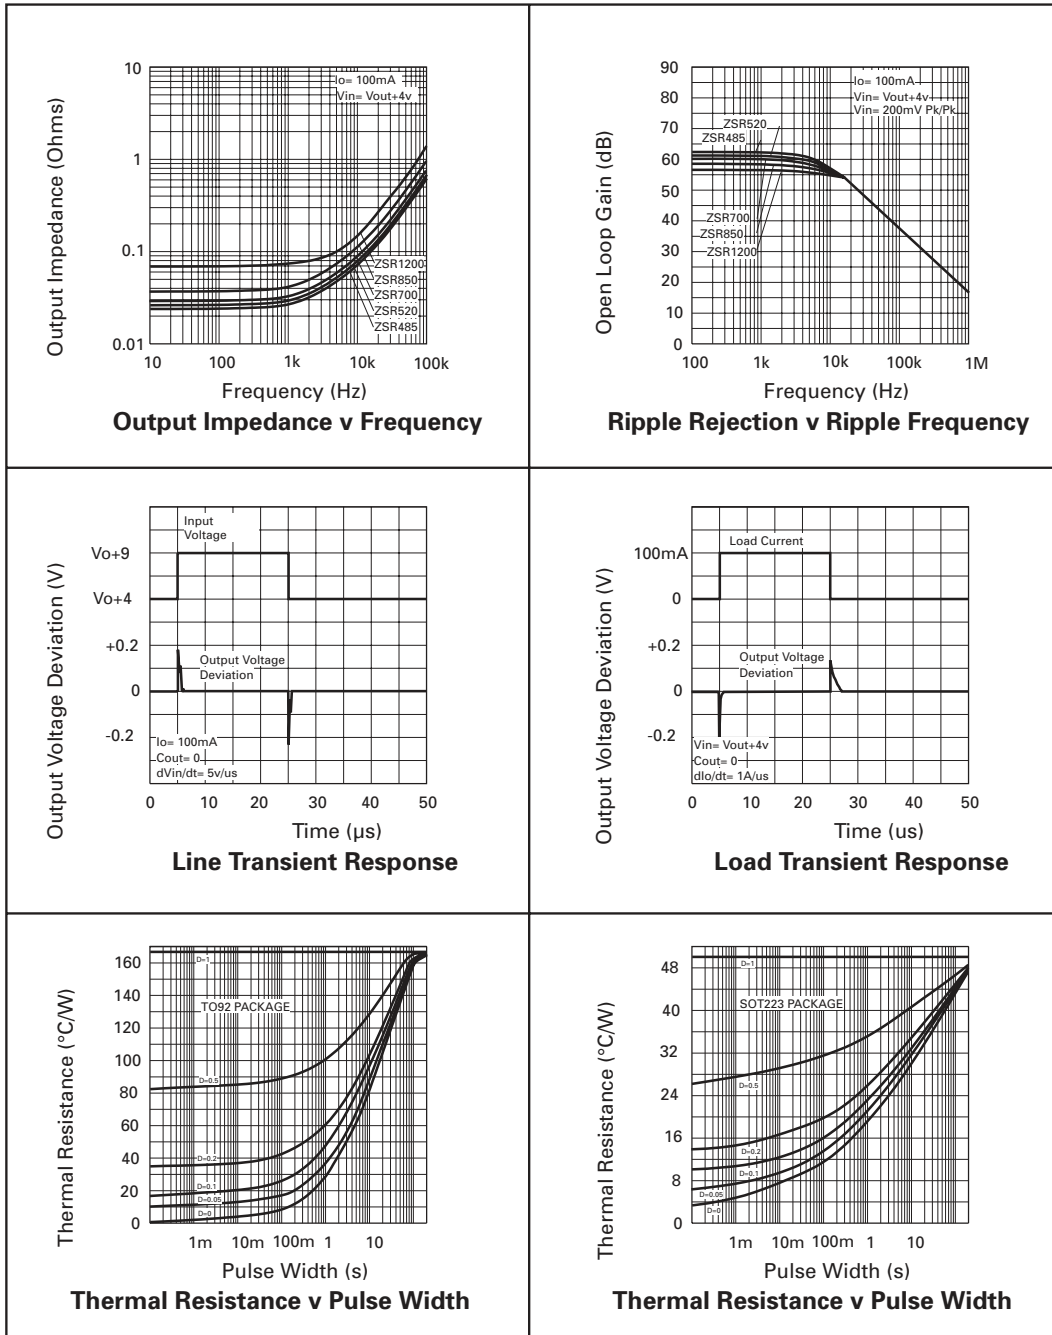 10
1
0.1
0.01
Io= 100mA
Vin= Vout+4v
ZSR1200
ZSR850
ZSR700
ZSR520
ZSR485
10
100
1k
10k
100k
Output Impedance (Ohms)
Frequency (Hz)
Output Impedance v Frequency
90
80
70
60
50
40
30
20
10
0
Io= 100mA
Vin= Vout+4v
Vin= 200mV Pk/Pk
ZSR520
ZSR485
ZSR700
ZSR850
ZSR1200
100
1k
10k
100k
1M
Open Loop Gain (dB)
Frequency (Hz)
Ripple Rejection v Ripple Frequency
Input
Voltage
Vo+9
Vo+4
+0.2
0
-0.2
Output Voltage
Deviation
Io= 100mA
Cout= 0
dVin/dt= 5v/us
0
10
20
30
40
50
Output Voltage Deviation (V)
Time (µs)
Line Transient Response
Load Current
100mA
0
+0.2
0
-0.2
Output Voltage
Deviation
Vin= Vout+4v
Cout= 0
dIo/dt= 1A/us
0
10
20
30
40
50
Output Voltage Deviation (V)
Time (us)
Load Transient Response
160
140
120
100
80
60
40
20
0
D=1
TO92 PACKAGE
D=0.5
D=0.2
D=0.1
D=0.05
D=0
1m
10m
100m
1
10
Thermal Resistance (°C/W)
Pulse Width (s)
Thermal Resistance v Pulse Width
48
40
32
24
16
8
0
D=1
SOT223 PACKAGE
D=0.5
D=0.2
D=0.1
D=0.05
D=0
1m
10m
100m
1
10
Thermal Resistance (°C/W)
Pulse Width (s)
Thermal Resistance v Pulse Width